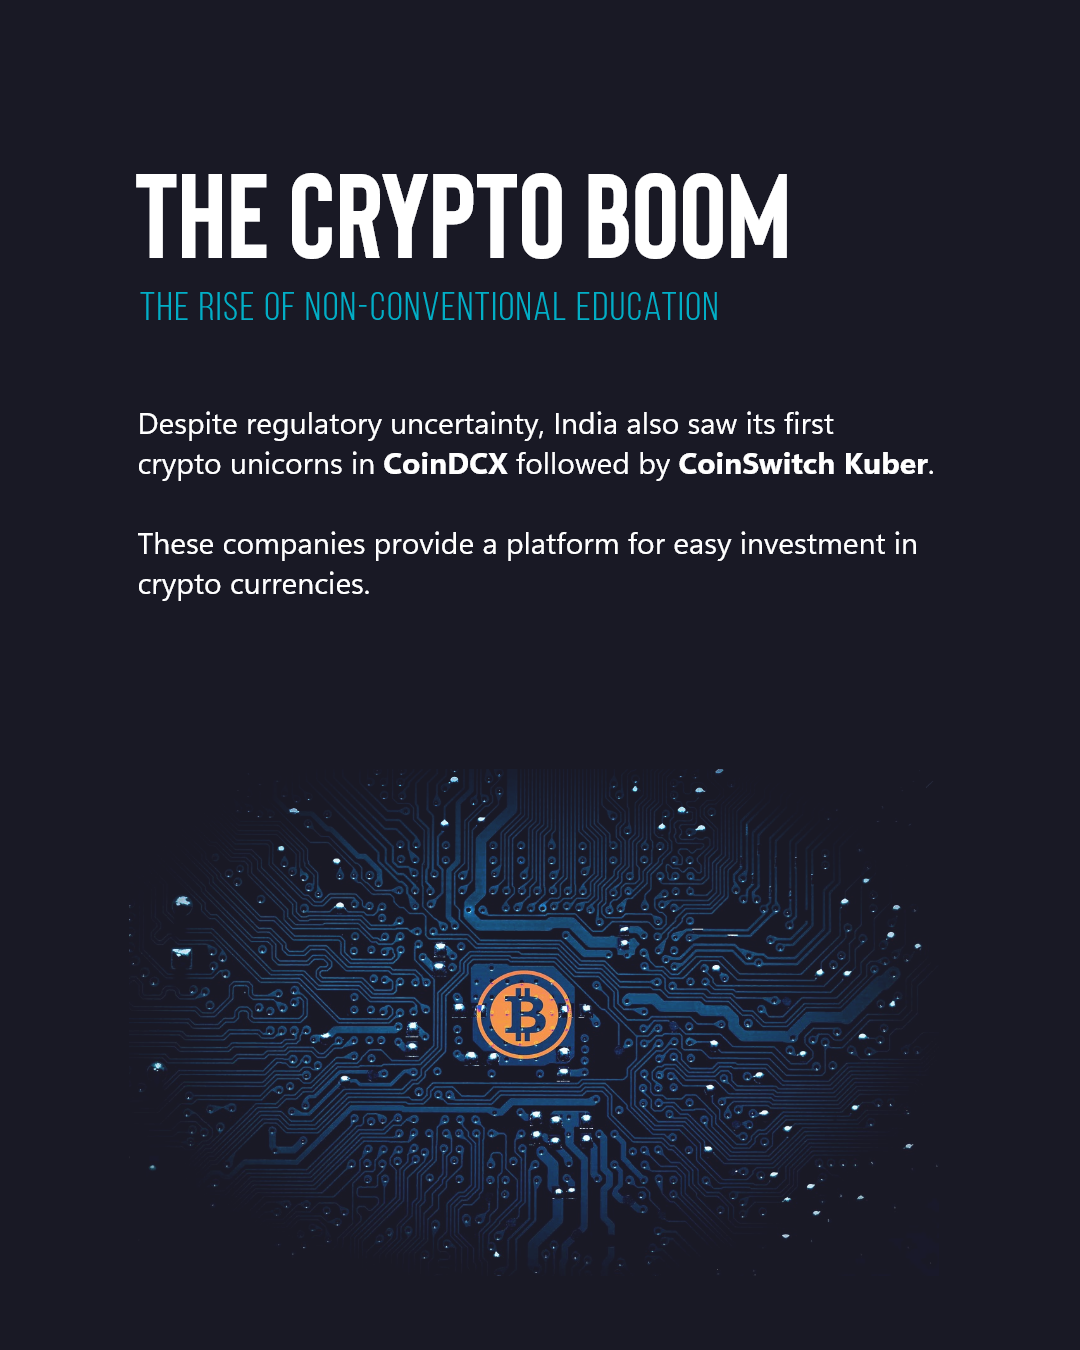 THE CRYPTO BOOM
THE RISE OF NON-CONVENTIONAL EDUCATION
Despite regulatory uncertainty, India also saw its first
crypto unicorns in CoinDCX followed by CoinSwitch Kuber.
These companies provide a platform for easy investment in
crypto currencies.